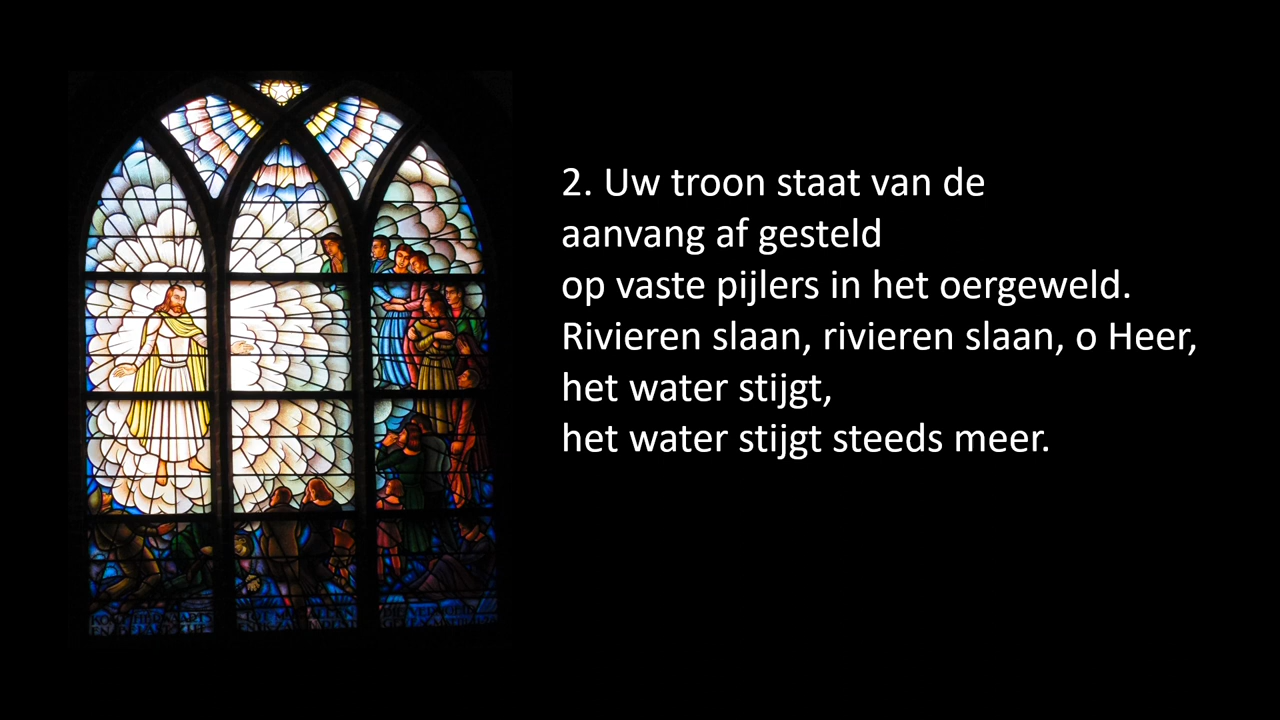 2. Uw troon staat van de
aanvang af gesteld
op vaste pijlers in het oergeweld.
Rivieren slaan, rivieren slaan, o Heer,
het water stijgt,
het water stijgt steeds meer.